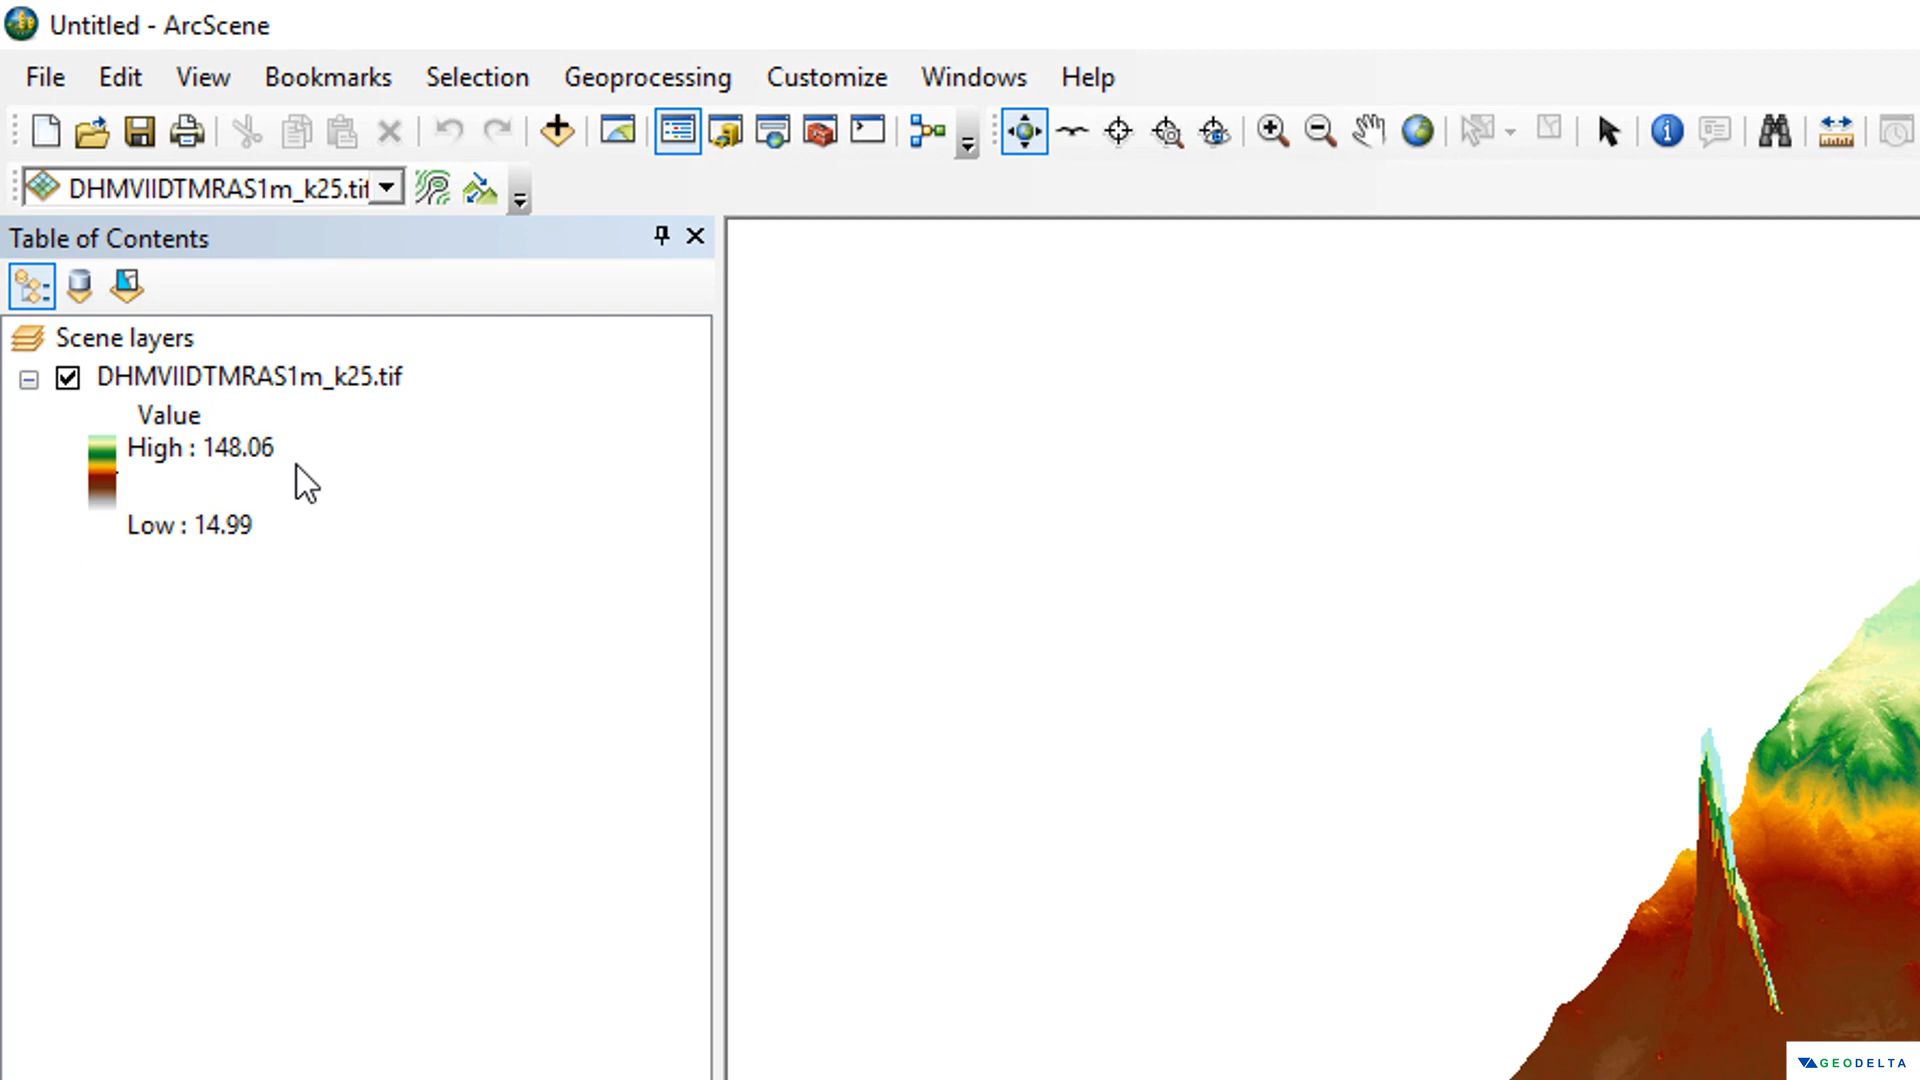 Untitled - ArcScene
File Edit View Bookmarks Selection Geoprocessing Customize Windows Help
DHMVIIDTMRAS1m_k25.tif
Table of Contents
Scene layers
DHMVIIDTMRAS1m_k25.tif
Value
High : 148.06
Low : 14.99
GEODELTA